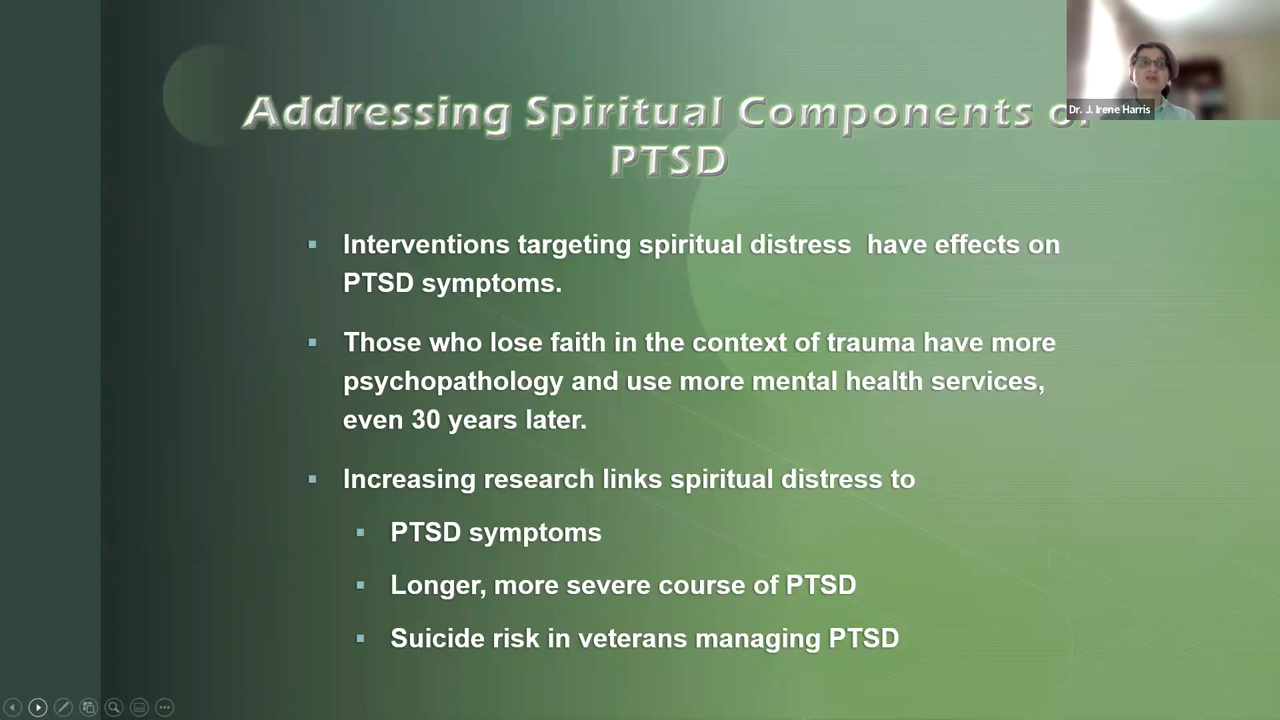 Dr. J. Irene Harris
Addressing Spiritual Components of
PTSD
▪ Interventions targeting spiritual distress have effects on
PTSD symptoms.
▪ Those who lose faith in the context of trauma have more
psychopathology and use more mental health services,
even 30 years later.
▪ Increasing research links spiritual distress to
▪ PTSD symptoms
▪ Longer, more severe course of PTSD
▪ Suicide risk in veterans managing PTSD